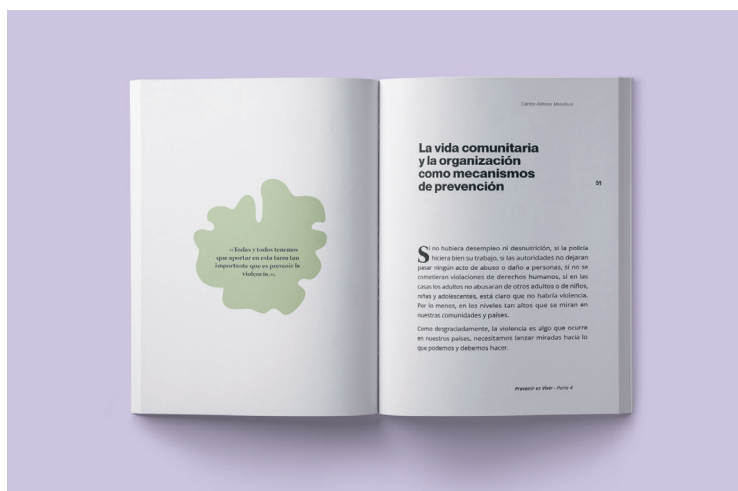 «Todas y todos tenemos
que aportar en esta tarea tan
importante que es prevenir la
violencia.».
La vida comunitaria
y la organización
como mecanismos
de prevención
51
Si no hubiera desempleo ni desnutrición, si la policía
hiciera bien su trabajo, si las autoridades no dejaran
pasar ningún acto de abuso o daño a personas, si no se
cometieran violaciones de derechos humanos, si en las
casas los adultos no abusaran de otros adultos o de niños,
niñas y adolescentes, está claro que no habría violencia.
Por lo menos, en los niveles tan altos que se miran en
nuestras comunidades y países.
Como desgraciadamente, la violencia es algo que ocurre
en nuestros países, necesitamos lanzar miradas hacia lo
que podemos y debemos hacer.
Prevenir es Vivir - Parte 4